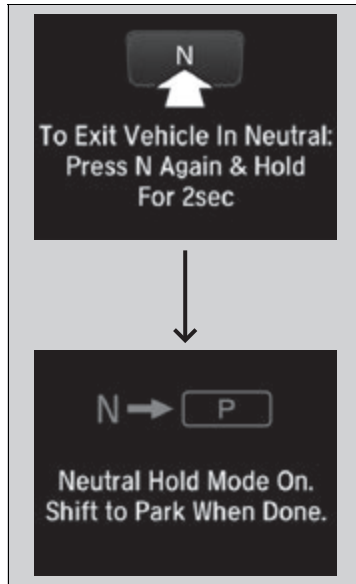 N
To Exit Vehicle In Neutral:
Press N Again & Hold
For 2sec
N P
Neutral Hold Mode On.
Shift to Park When Done.